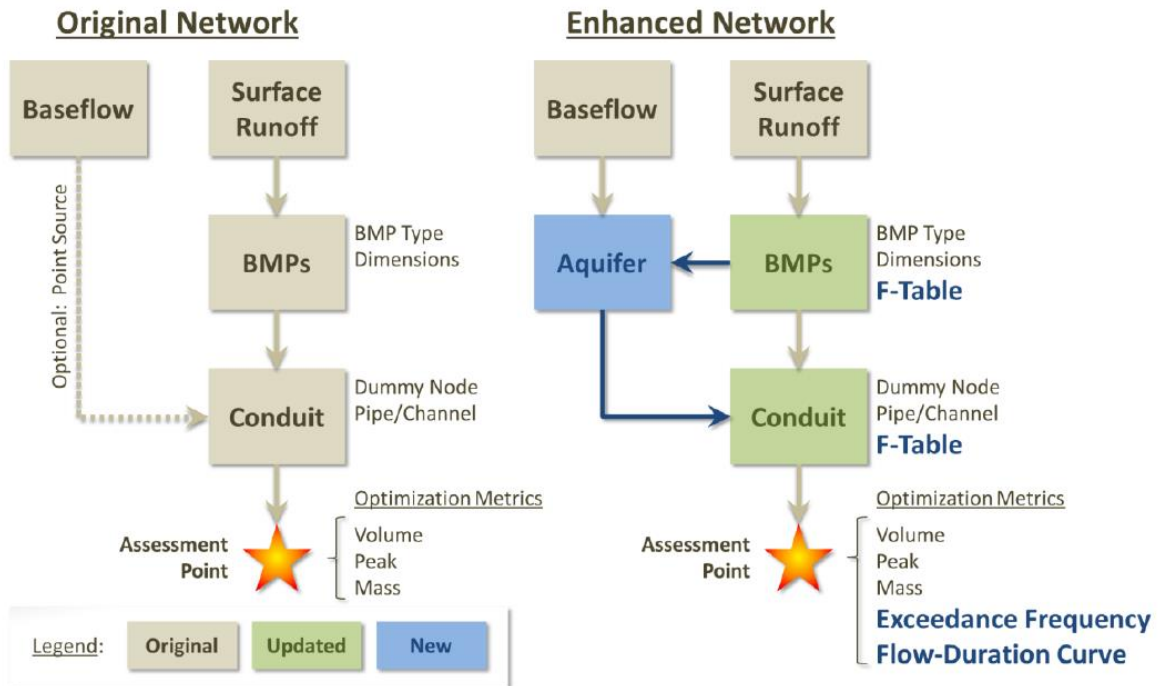 Original Network
Baseflow
Surface
Runoff
Optional: Point Source
BMPs
BMP Type
Dimensions
Conduit
Dummy Node
Pipe/Channel
Assessment
Point
Optimization Metrics
Volume
Peak
Mass
Enhanced Network
Baseflow
Surface
Runoff
Aquifer
BMPs
BMP Type
Dimensions
F-Table
Conduit
Dummy Node
Pipe/Channel
F-Table
Assessment
Point
Optimization Metrics
Volume
Peak
Mass
Exceedance Frequency
Flow-Duration Curve
Legend:
Original
Updated
New